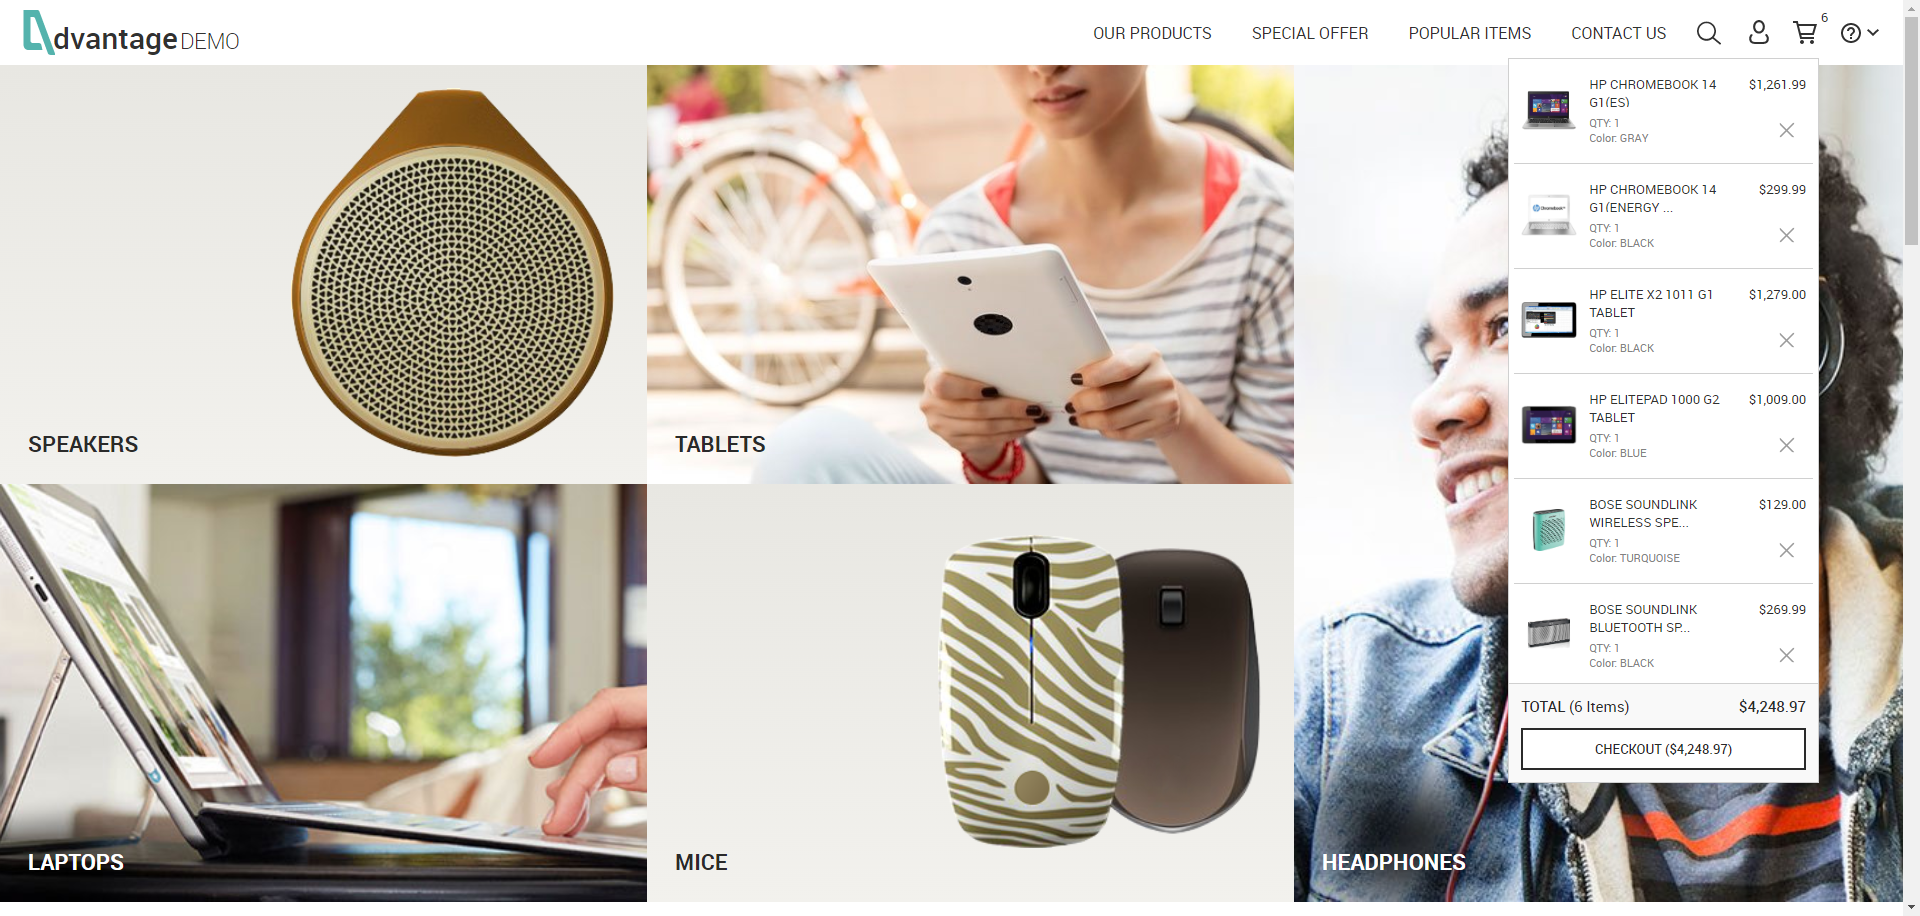 dvantage DEMO
OUR PRODUCTS
SPECIAL OFFER
POPULAR ITEMS
CONTACT US
6
HP CHROMEBOOK 14
G1(ES)
$1,261.99
QTY: 1
Color: GRAY
HP CHROMEBOOK 14
G1(ENERGY ...
$299.99
QTY: 1
Color: BLACK
HP ELITE X2 1011 G1
TABLET
$1,279.00
QTY: 1
Color: BLACK
HP ELITEPAD 1000 G2
TABLET
$1,009.00
QTY: 1
Color: BLUE
BOSE SOUNDLINK
WIRELESS SPE...
$129.00
QTY: 1
Color: TURQUOISE
BOSE SOUNDLINK
BLUETOOTH SP...
$269.99
QTY: 1
Color: BLACK
TOTAL (6 Items)
$4,248.97
CHECKOUT ($4,248.97)
SPEAKERS
TABLETS
LAPTOPS
MICE
HEADPHONES